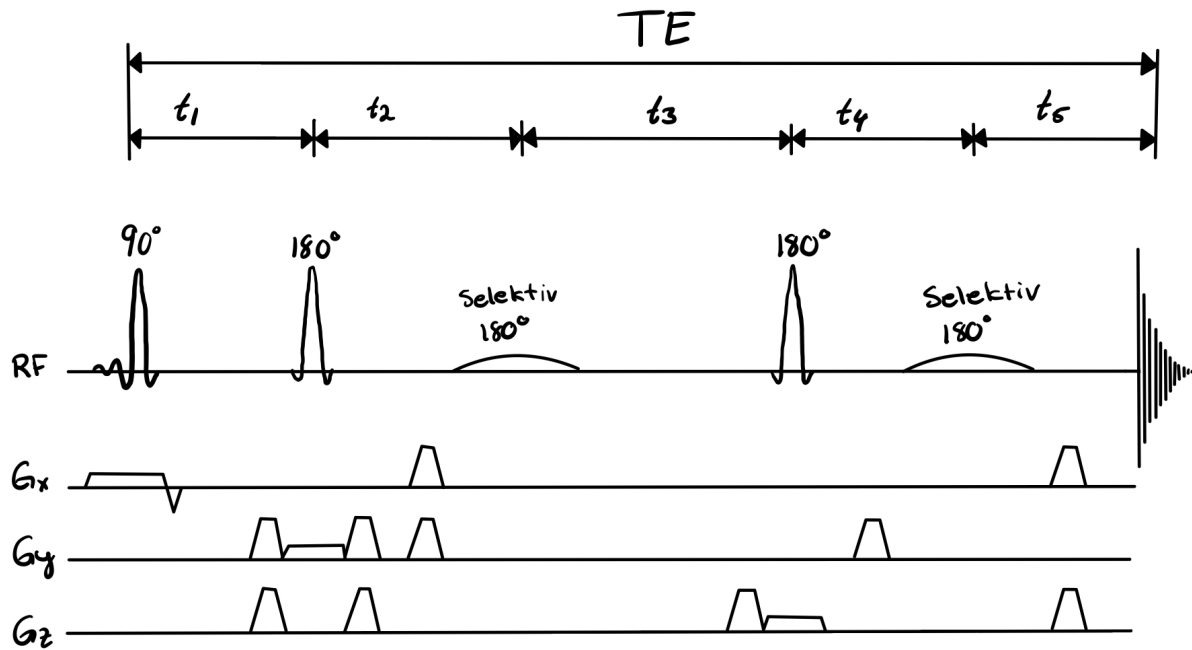 TE
t₁ t₂ t₃ t₄ t₅
90° 180° 180°
Selektiv Selektiv
180° 180°
RF
Gx
Gy
Gz